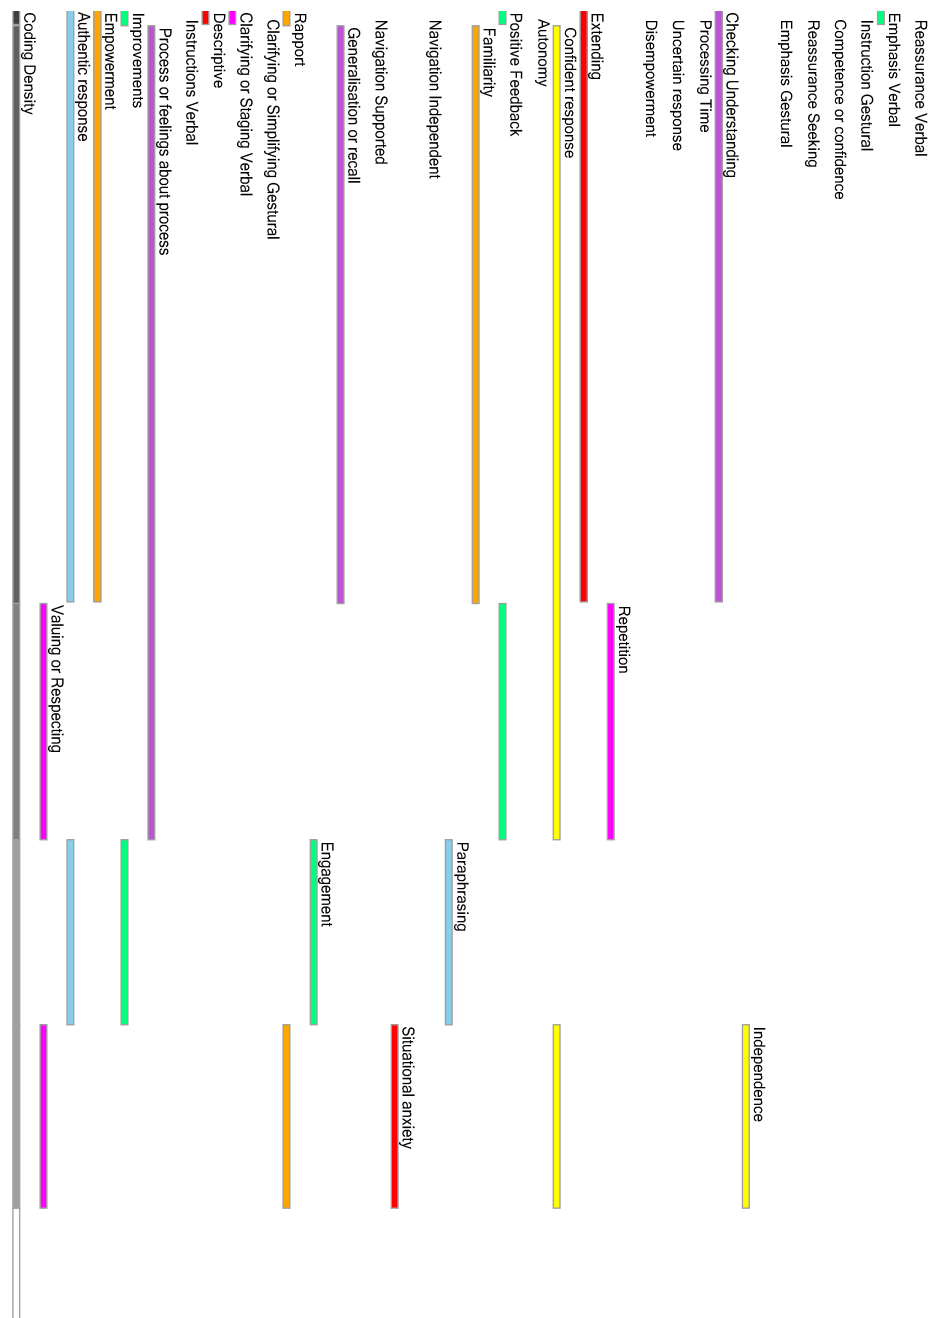 Reassurance Verbal
Emphasis Verbal
Instruction Gestural
Competence or confidence
Reassurance Seeking
Emphasis Gestural
Independence
Checking Understanding
Processing Time
Uncertain response
Disempowerment
Repetition
Extending
Confident response
Autonomy
Positive Feedback
Familiarity
Paraphrasing
Navigation Independent
Situational anxiety
Navigation Supported
Generalisation or recall
Engagement
Rapport
Clarifying or Simplifying Gestural
Clarifying or Staging Verbal
Descriptive
Instructions Verbal
Process or feelings about process
Improvements
Empowerment
Authentic response
Valuing or Respecting
Coding Density